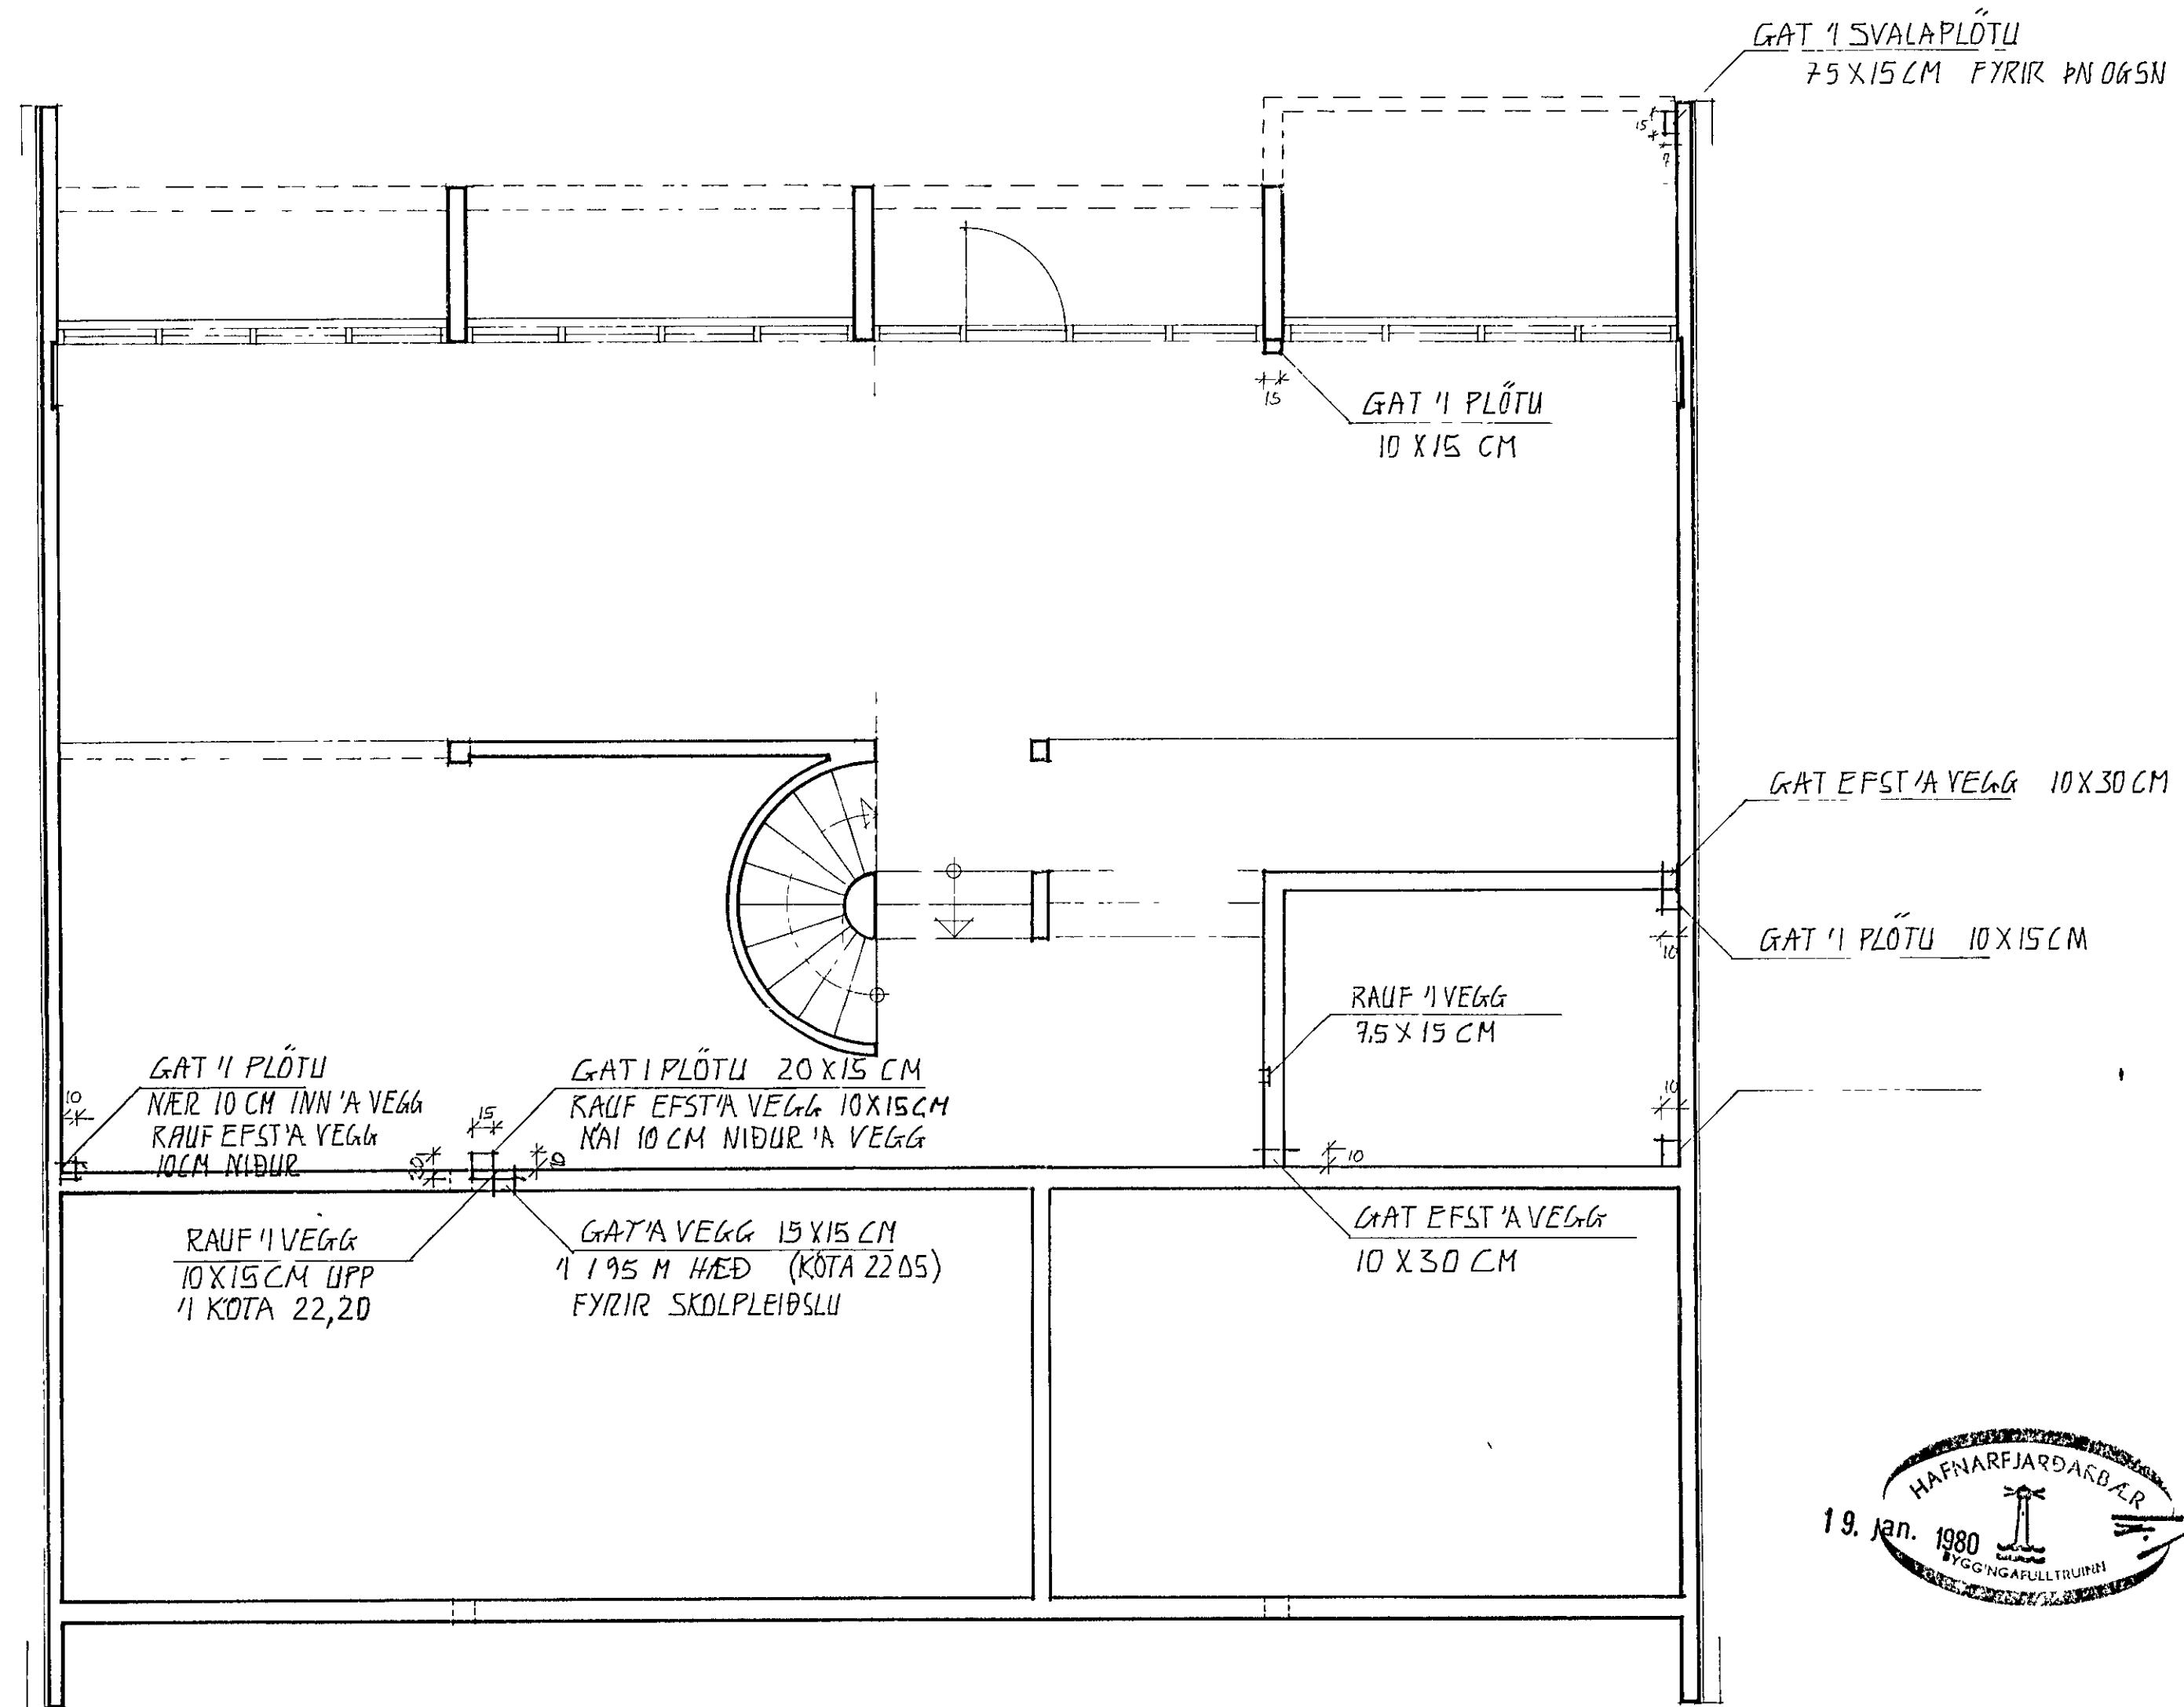 GAT Í SVALAPLÖTU
7.5 X 15 CM FYRIR ÞN OG SN
15
7
15
GAT Í PLÖTU
10 X 15 CM
GAT EFST Á VEGG 10 X 30 CM
GAT Í PLÖTU 10 X 15 CM
10
RAUF Í VEGG
7,5 X 15 CM
10
GAT Í PLÖTU
NÆR 10 CM INN Á VEGG
RAUF EFST Á VEGG
10 CM NIÐUR
10
GAT Í PLÖTU 20 X 15 CM
RAUF EFST Á VEGG 10 X 15 CM
NÁI 10 CM NIÐUR Á VEGG
15
10
10
RAUF Í VEGG
10 X 15 CM UPP
Í KÓTA 22,20
GAT Á VEGG 15 X 15 CM
Í 1 95 M HÆÐ (KÓTA 22 05)
FYRIR SKOLPLEIÐSLU
GAT EFST Á VEGG
10 X 30 CM
HAFNARFJARÐARBÆR
19. jan. 1980
BYGGINGAFULLTRUINN